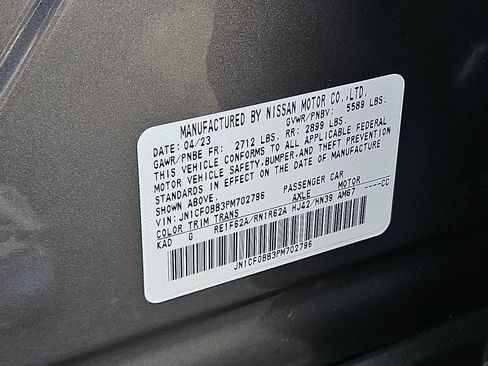 MANUFACTURED BY NISSAN MOTOR CO.,LTD.
DATE: 04/23 GVWR/PNBV: 5589 LBS.
GAWR/PNBE FR: 2712 LBS. RR: 2899 LBS.
THIS VEHICLE CONFORMS TO ALL APPLICABLE FEDERAL
MOTOR VEHICLE SAFETY,BUMPER,AND THEFT PREVENTION
STANDARDS IN EFFECT ON THE DATE OF MANUFACTURE
SHOWN ABOVE.
VIN: JN1CF0BB3PM702796 PASSENGER CAR
COLOR TRIM TRANS AXLE MOTOR
KAD G RE1F62A/RN1R62A HJ42/HN39 AM67 ----CC
JN1CF0BB3PM702796